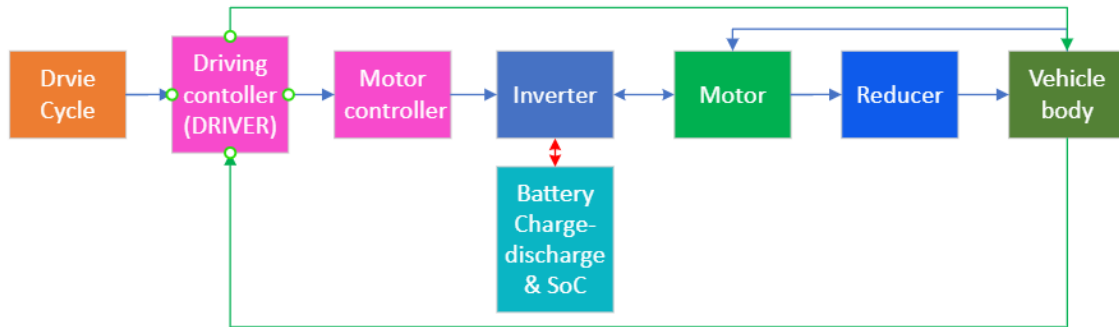 Drvie
Cycle
Driving
contoller
(DRIVER)
Motor
controller
Inverter
Motor
Reducer
Vehicle
body
Battery
Charge-
discharge
& SoC